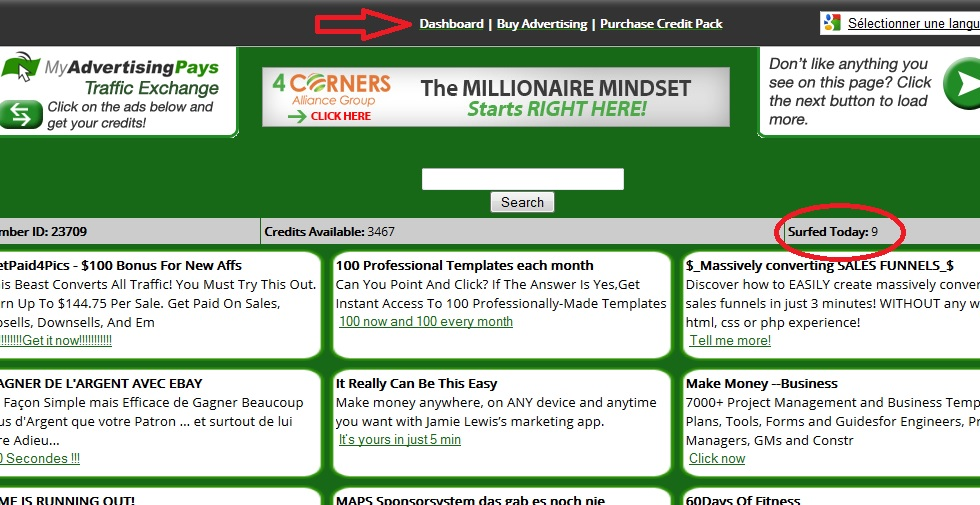 Dashboard | Buy Advertising | Purchase Credit Pack
Sélectionner une langu
MyAdvertisingPays
Traffic Exchange
Click on the ads below and
get your credits!
4 CORNERS
Alliance Group
CLICK HERE
The MILLIONAIRE MINDSET
Starts RIGHT HERE!
Don't like anything you
see on this page? Click
the next button to load
more.
Search
mber ID: 23709
Credits Available: 3467
Surfed Today: 9
etPaid4Pics - $100 Bonus For New Affs
is Beast Converts All Traffic! You Must Try This Out.
rn Up To $144.75 Per Sale. Get Paid On Sales,
psells, Downsells, And Em
!!!!!!!!Get it now!!!!!!!!!!!
100 Professional Templates each month
Can You Point And Click? If The Answer Is Yes,Get
Instant Access To 100 Professionally-Made Templates
100 now and 100 every month
$_Massively converting SALES FUNNELS_$
Discover how to EASILY create massively conver
sales funnels in just 3 minutes! WITHOUT any w
html, css or php experience!
Tell me more!
AGNER DE L'ARGENT AVEC EBAY
Façon Simple mais Efficace de Gagner Beaucoup
us d'Argent que votre Patron ... et surtout de lui
re Adieu...
0 Secondes !!!
It Really Can Be This Easy
Make money anywhere, on ANY device and anytime
you want with Jamie Lewis's marketing app.
It's yours in just 5 min
Make Money --Business
7000+ Project Management and Business Temp
Plans, Tools, Forms and Guidesfor Engineers, Pr
Managers, GMs and Constr
Click now
ME IS RUNNING OUT!
MAPS Sponsorsystem das gab es noch nie
60Days Of Fitness